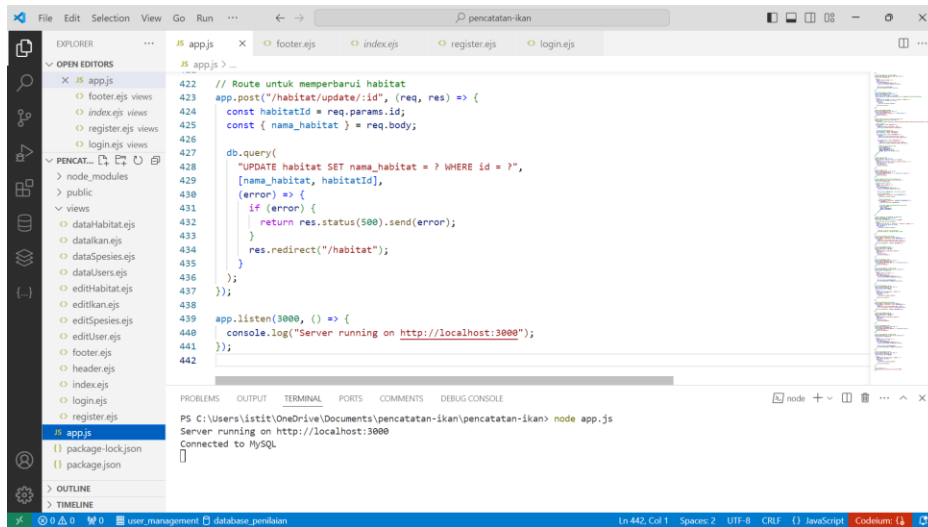 File Edit Selection View Go Run ··· ← → pencatatan-ikan
EXPLORER ···
OPEN EDITORS
JS app.js
footer.ejs views
index.ejs views
register.ejs views
login.ejs views
PENCAT...
node_modules
public
views
dataHabitat.ejs
dataIkan.ejs
dataSpesies.ejs
dataUsers.ejs
editHabitat.ejs
editIkan.ejs
editSpesies.ejs
editUser.ejs
footer.ejs
header.ejs
index.ejs
login.ejs
register.ejs
JS app.js
{} package-lock.json
{} package.json
OUTLINE
TIMELINE
JS app.js footer.ejs index.ejs register.ejs login.ejs
JS app.js > ...
422 // Route untuk memperbarui habitat
423 app.post("/habitat/update/:id", (req, res) => {
424 const habitatId = req.params.id;
425 const { nama_habitat } = req.body;
426
427 db.query(
428 "UPDATE habitat SET nama_habitat = ? WHERE id = ?",
429 [nama_habitat, habitatId],
430 (error) => {
431 if (error) {
432 return res.status(500).send(error);
433 }
434 res.redirect("/habitat");
435 }
436 );
437 });
438
439 app.listen(3000, () => {
440 console.log("Server running on http://localhost:3000");
441 });
442
PROBLEMS OUTPUT TERMINAL PORTS COMMENTS DEBUG CONSOLE node
PS C:\Users\istit\OneDrive\Documents\pencatatan-ikan\pencatatan-ikan> node app.js
Server running on http://localhost:3000
Connected to MySQL
0 0 0 user_management database_penilaian Ln 442, Col 1 Spaces: 2 UTF-8 CRLF {} JavaScript Codeium: {..}